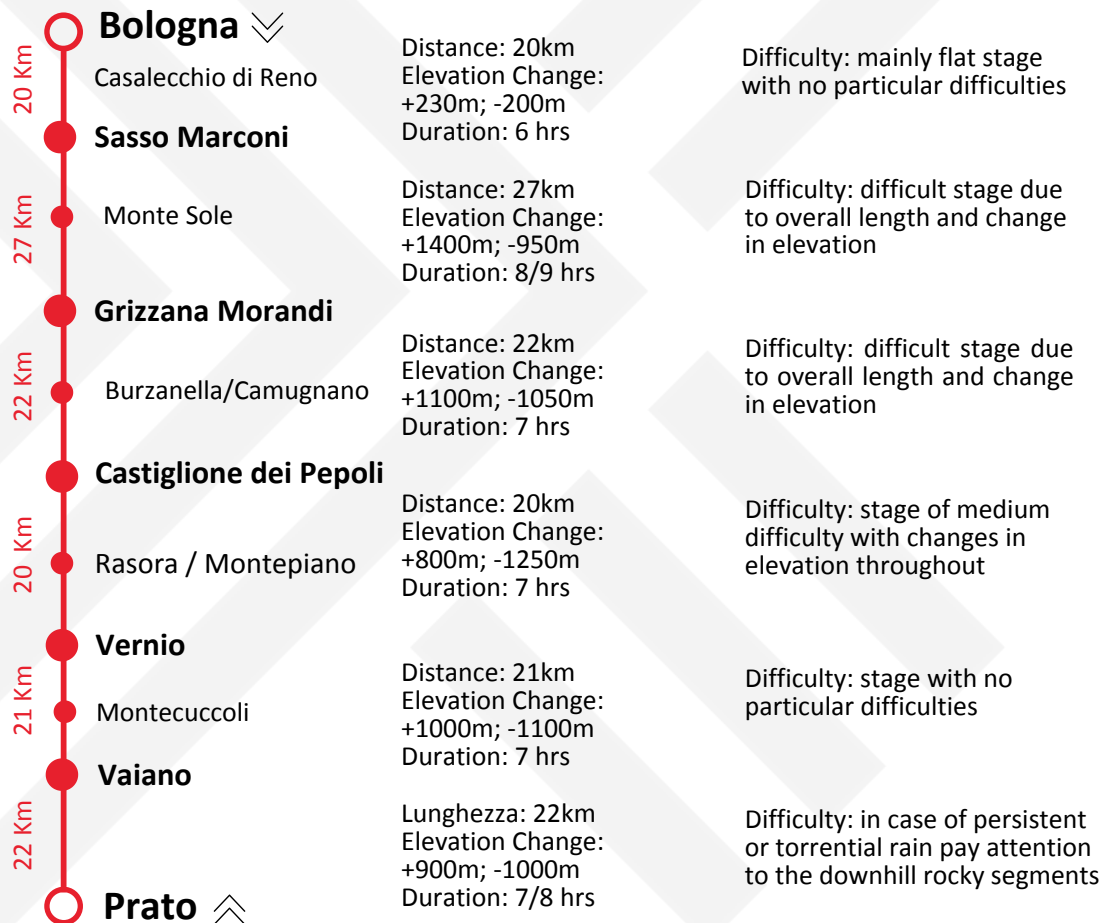 Bologna
20 Km
Casalecchio di Reno
Distance: 20km
Elevation Change:
+230m; -200m
Duration: 6 hrs
Difficulty: mainly flat stage
with no particular difficulties
Sasso Marconi
27 Km
Monte Sole
Distance: 27km
Elevation Change:
+1400m; -950m
Duration: 8/9 hrs
Difficulty: difficult stage due
to overall length and change
in elevation
Grizzana Morandi
22 Km
Burzanella/Camugnano
Distance: 22km
Elevation Change:
+1100m; -1050m
Duration: 7 hrs
Difficulty: difficult stage due
to overall length and change
in elevation
Castiglione dei Pepoli
20 Km
Rasora / Montepiano
Distance: 20km
Elevation Change:
+800m; -1250m
Duration: 7 hrs
Difficulty: stage of medium
difficulty with changes in
elevation throughout
Vernio
21 Km
Montecuccoli
Distance: 21km
Elevation Change:
+1000m; -1100m
Duration: 7 hrs
Difficulty: stage with no
particular difficulties
Vaiano
22 Km
Lunghezza: 22km
Elevation Change:
+900m; -1000m
Duration: 7/8 hrs
Difficulty: in case of persistent
or torrential rain pay attention
to the downhill rocky segments
Prato